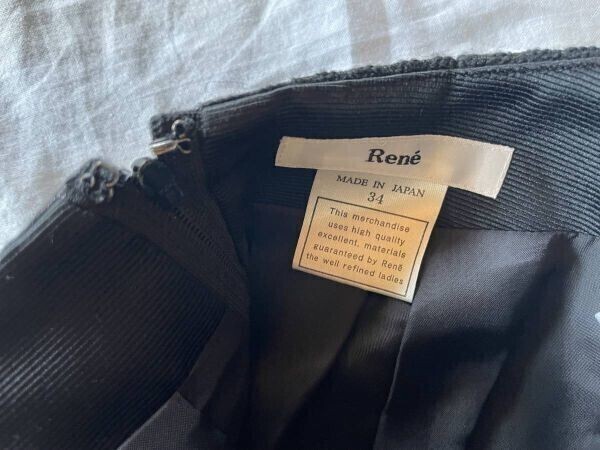 René
MADE IN JAPAN
34
This merchandise
uses high quality
excellent, materials
guaranteed by René
the well refined ladies